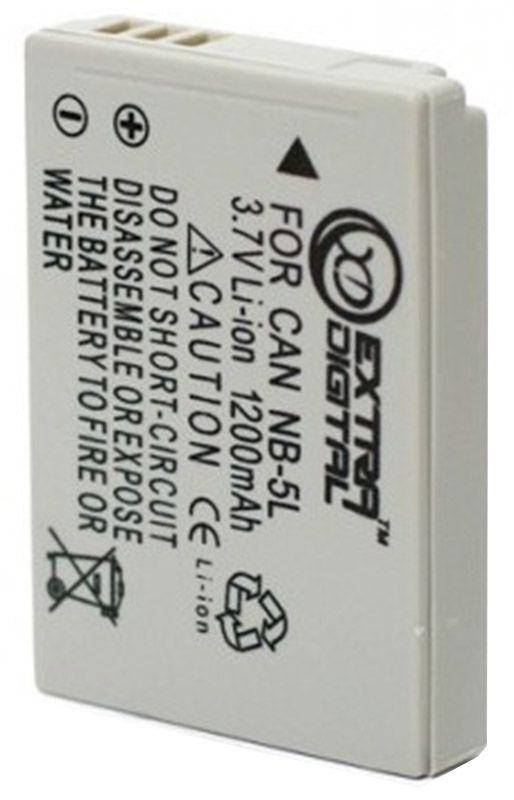 EXTRA
DIGITAL™
FOR CAN NB-5L
3.7V Li-ion 1200mAh
CAUTION CE
Li-ion
DO NOT SHORT-CIRCUIT
DISASSEMBLE OR EXPOSE
THE BATTERY TO FIRE OR
WATER
+
-